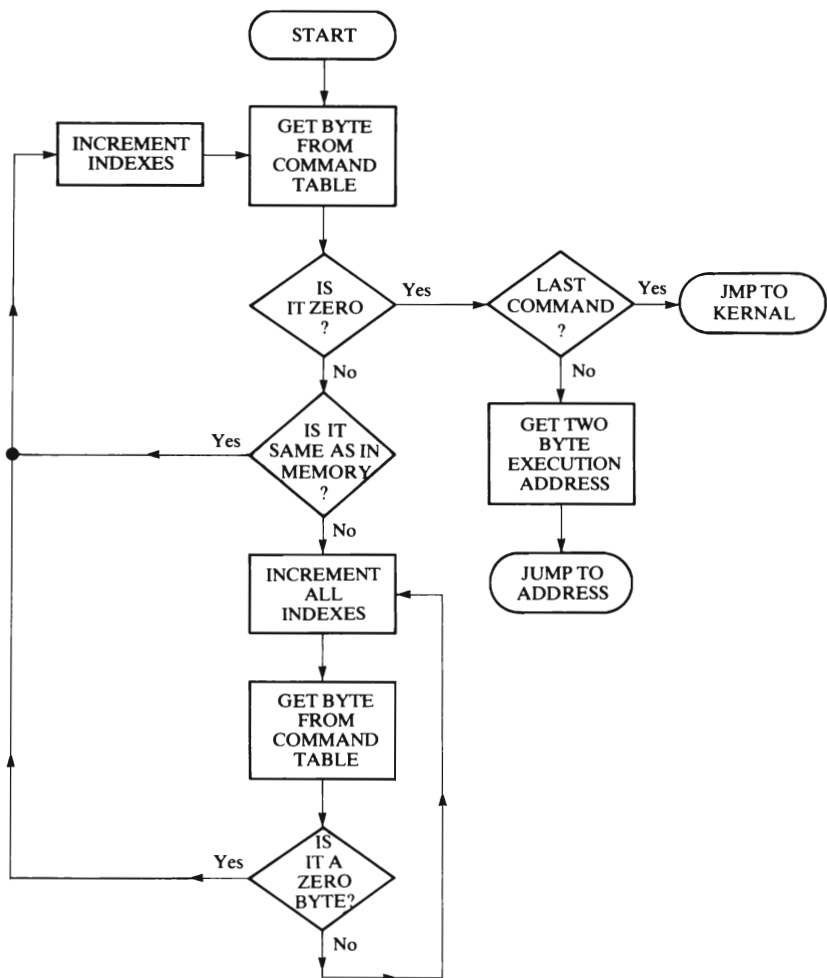 START
INCREMENT
INDEXES
GET BYTE
FROM
COMMAND
TABLE
IS
IT ZERO
?
Yes
LAST
COMMAND
?
Yes
JMP TO
KERNAL
No
No
IS IT
SAME AS IN
MEMORY
?
Yes
GET TWO
BYTE
EXECUTION
ADDRESS
No
INCREMENT
ALL
INDEXES
JUMP TO
ADDRESS
GET BYTE
FROM
COMMAND
TABLE
IS
IT A
ZERO
BYTE?
Yes
No